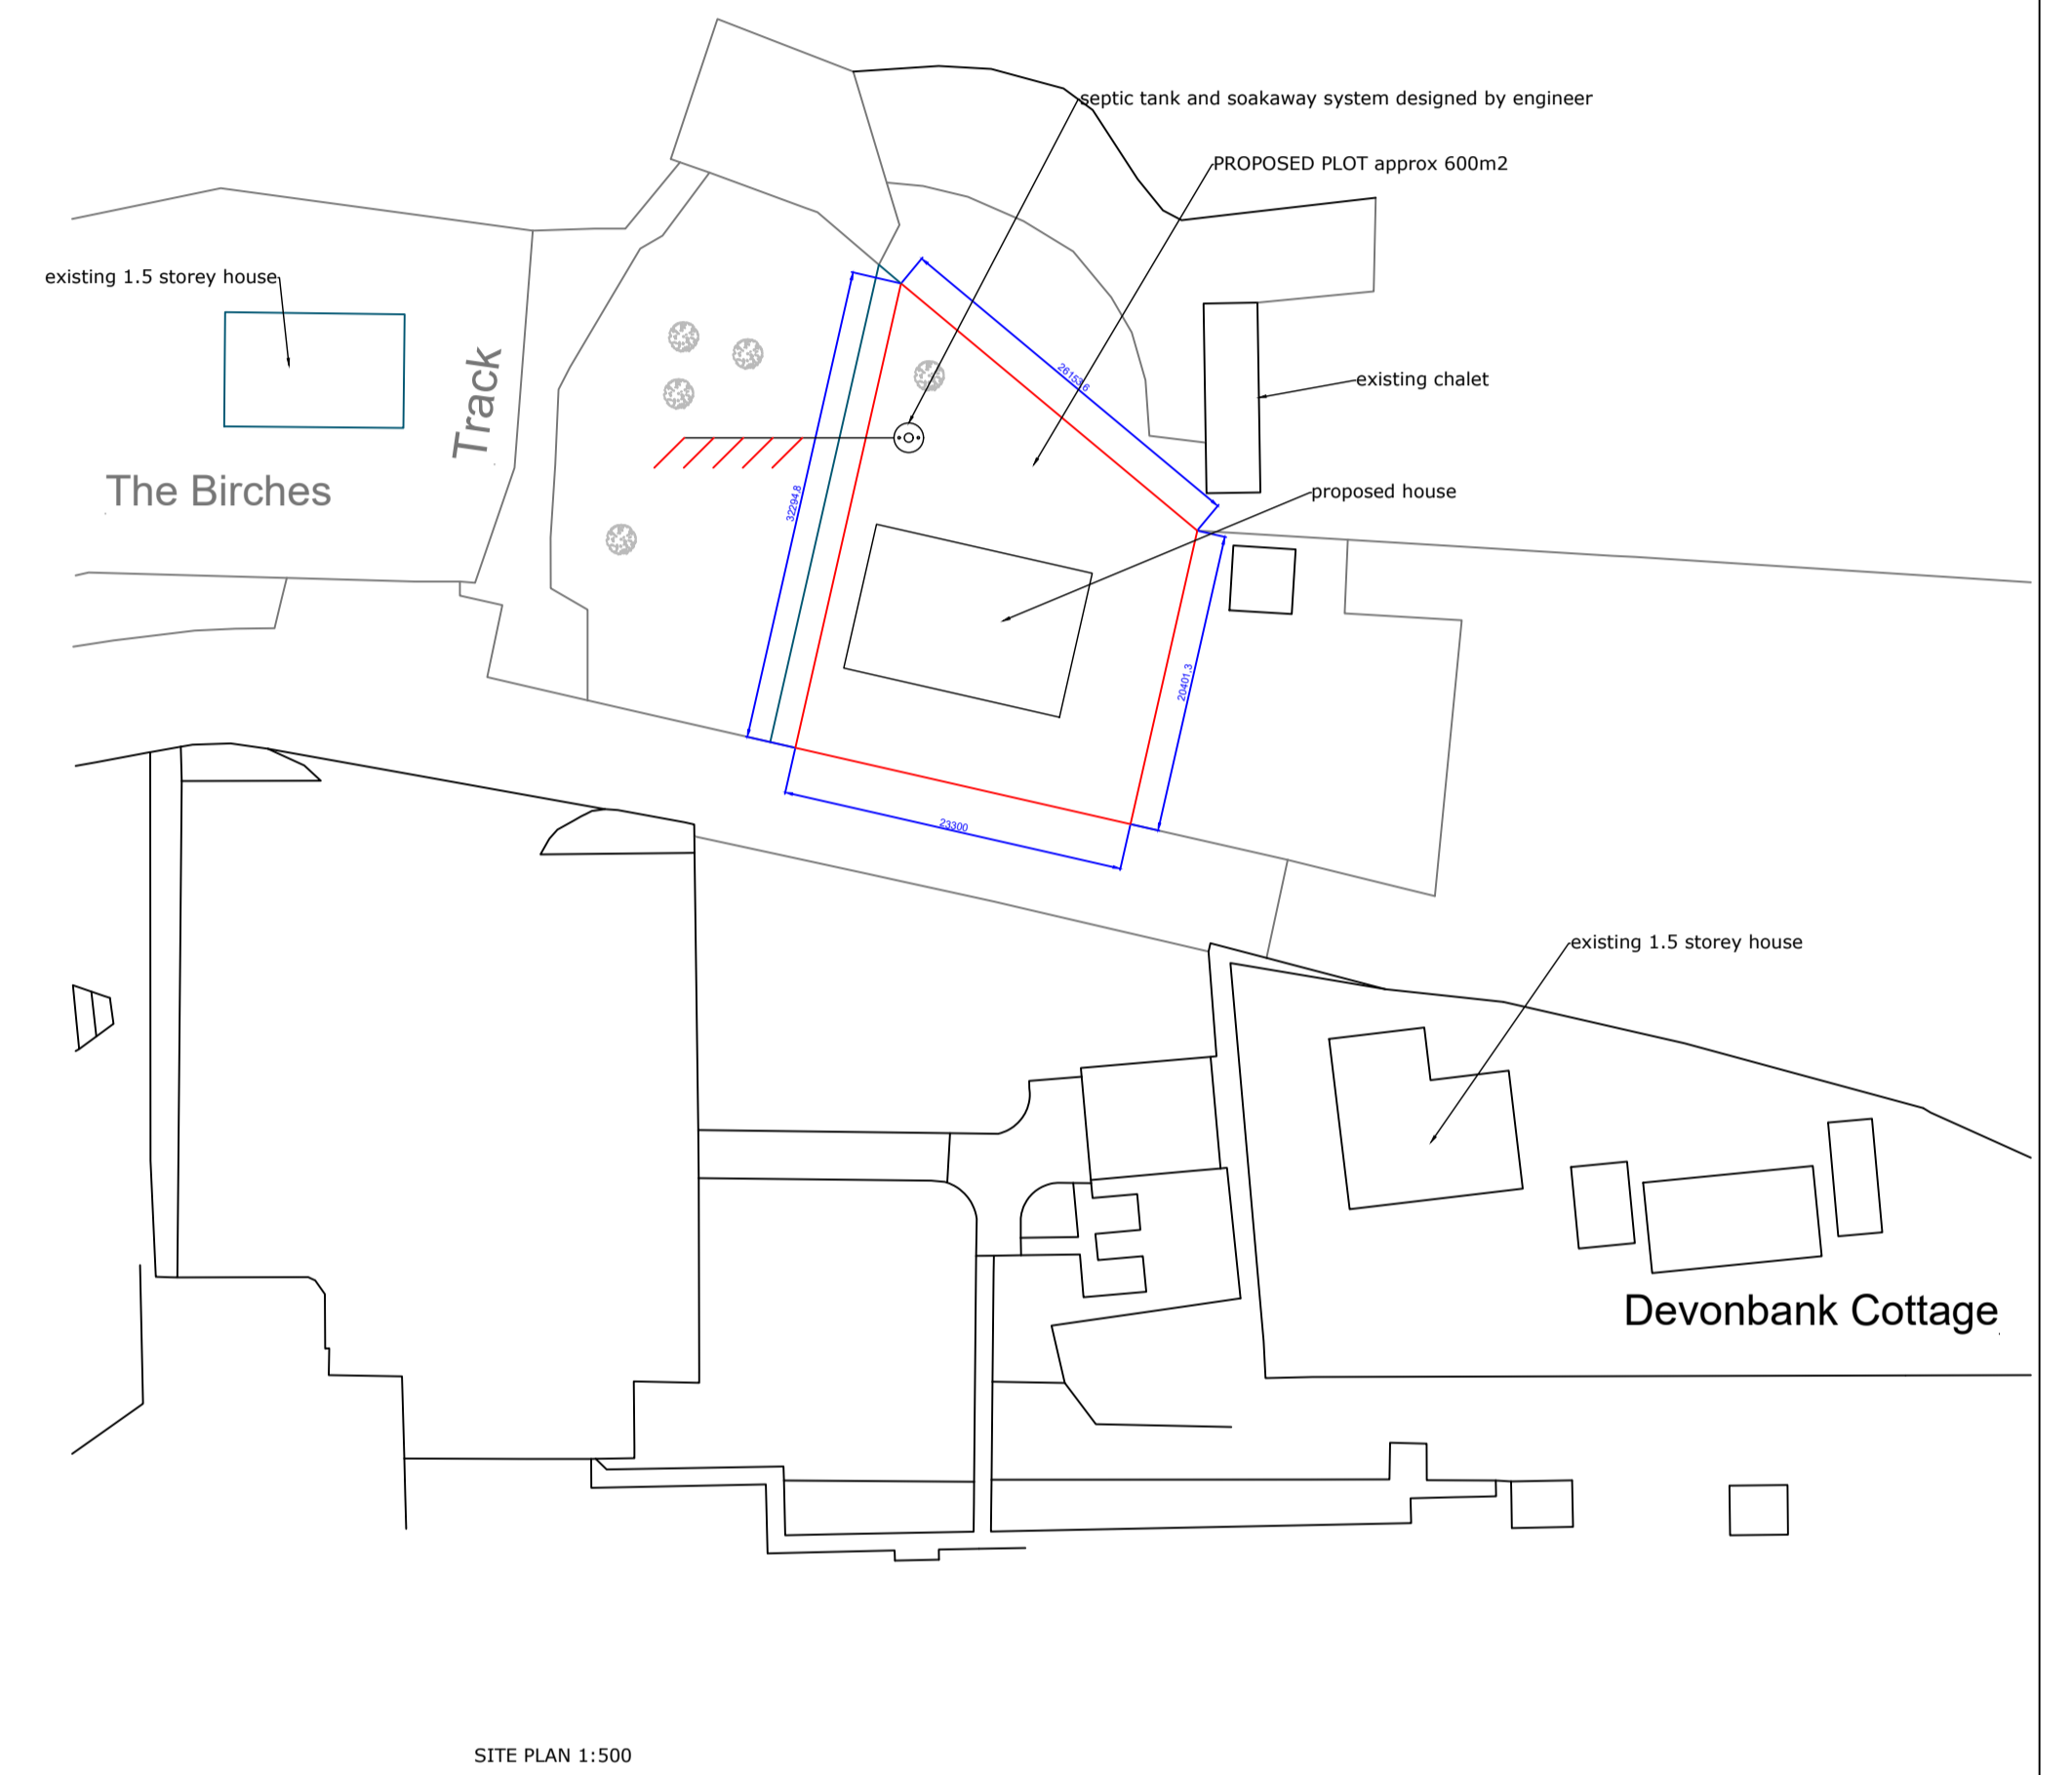 septic tank and soakaway system designed by engineer
PROPOSED PLOT approx 600m2
existing 1.5 storey house
26153.6
existing chalet
Track
The Birches
32294.8
proposed house
20401.3
23300
existing 1.5 storey house
Devonbank Cottage
SITE PLAN 1:500